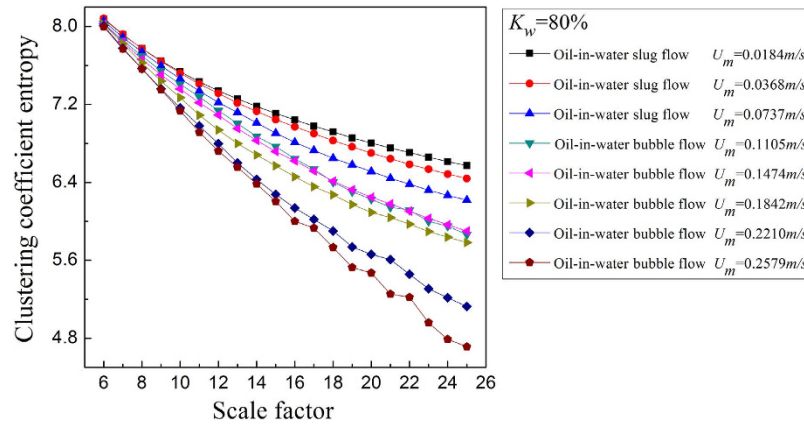 8.0
7.2
6.4
5.6
4.8
Clustering coefficient entropy
6 8 10 12 14 16 18 20 22 24 26
Scale factor
K_w=80%
Oil-in-water slug flow U_m=0.0184m/s
Oil-in-water slug flow U_m=0.0368m/s
Oil-in-water slug flow U_m=0.0737m/s
Oil-in-water bubble flow U_m=0.1105m/s
Oil-in-water bubble flow U_m=0.1474m/s
Oil-in-water bubble flow U_m=0.1842m/s
Oil-in-water bubble flow U_m=0.2210m/s
Oil-in-water bubble flow U_m=0.2579m/s